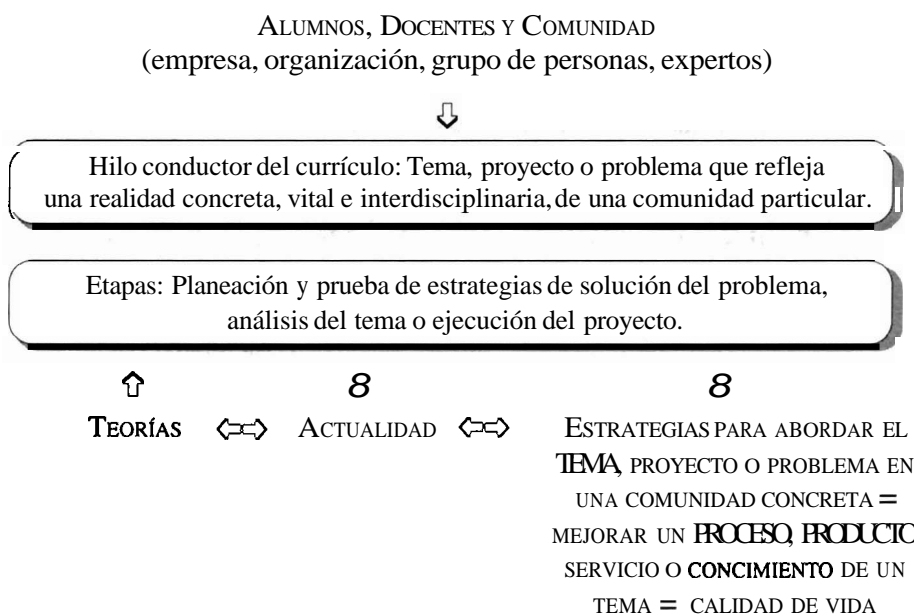 ALUMNOS, DOCENTES Y COMUNIDAD
(empresa, organización, grupo de personas, expertos)
Hilo conductor del currículo: Tema, proyecto o problema que refleja
una realidad concreta, vital e interdisciplinaria, de una comunidad particular.
Etapas: Planeación y prueba de estrategias de solución del problema,
análisis del tema o ejecución del proyecto.
8 8
TEORÍAS ACTUALIDAD ESTRATEGIAS PARA ABORDAR EL
TEMA, PROYECTO O PROBLEMA EN
UNA COMUNIDAD CONCRETA =
MEJORAR UN PROCESO, PRODUCTO
SERVICIO O CONCIMIENTO DE UN
TEMA = CALIDAD DE VIDA